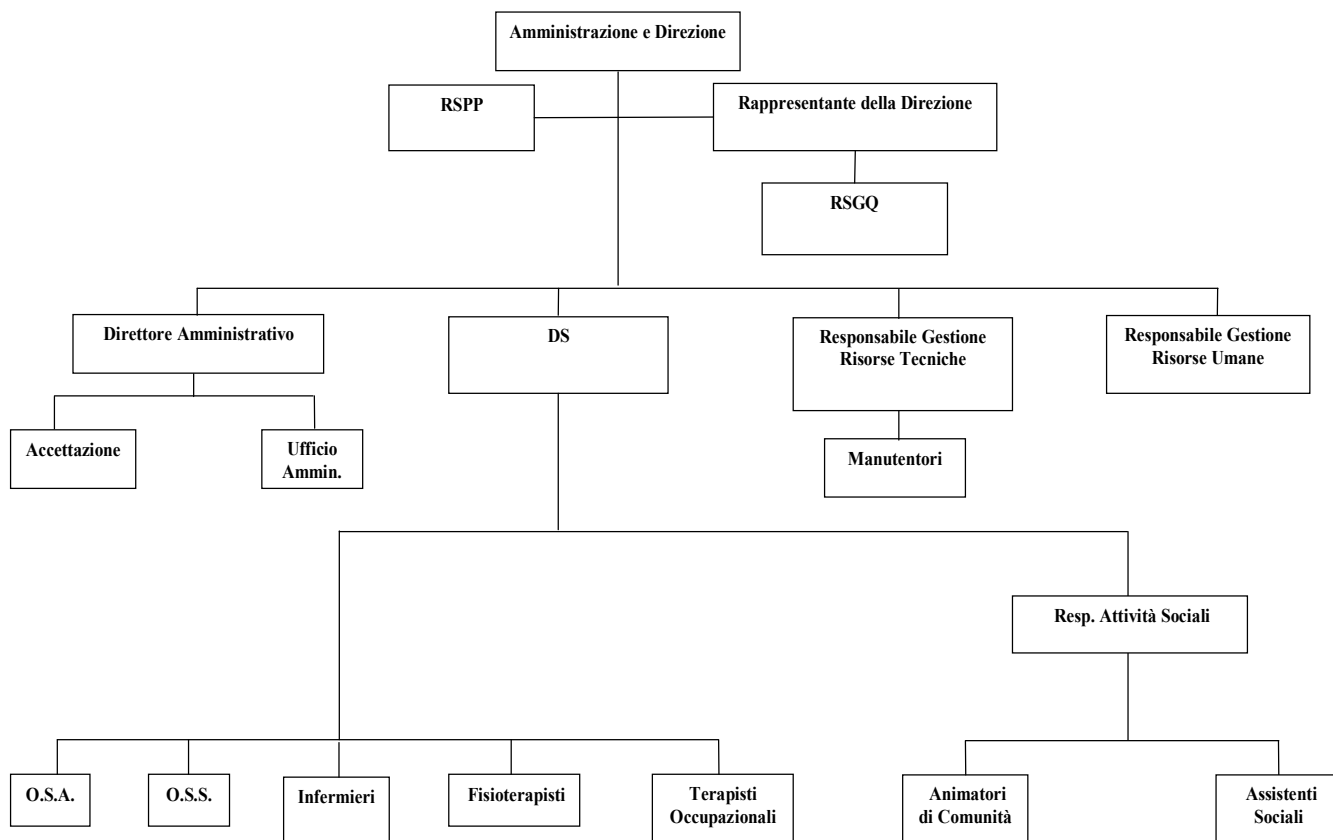 Amministrazione e Direzione
RSPP
Rappresentante della Direzione
RSGQ
Direttore Amministrativo
DS
Responsabile Gestione
Risorse Tecniche
Responsabile Gestione
Risorse Umane
Accettazione
Ufficio
Ammin.
Manutentori
Resp. Attività Sociali
O.S.A.
O.S.S.
Infermieri
Fisioterapisti
Terapisti
Occupazionali
Animatori
di Comunità
Assistenti
Sociali